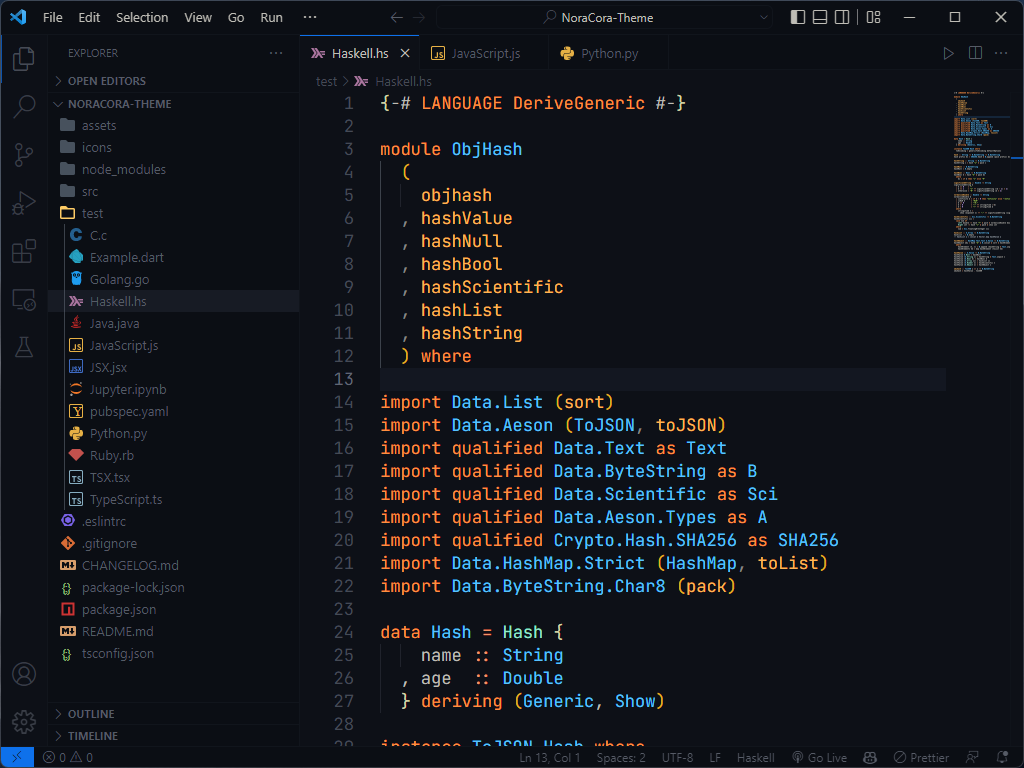 File Edit Selection View Go Run ···
NoraCora-Theme
EXPLORER ···
OPEN EDITORS
NORACORA-THEME
assets
icons
node_modules
src
test
C C.c
Example.dart
Golang.go
Haskell.hs
Java.java
JS JavaScript.js
JSX JSX.jsx
Jupyter.ipynb
Y pubspec.yaml
Python.py
Ruby.rb
TS TSX.tsx
TS TypeScript.ts
.eslintrc
.gitignore
CHANGELOG.md
{} package-lock.json
package.json
README.md
{} tsconfig.json
OUTLINE
TIMELINE
Haskell.hs JS JavaScript.js Python.py ···
test > Haskell.hs
1 {-# LANGUAGE DeriveGeneric #-}
2
3 module ObjHash
4 (
5 objhash
6 , hashValue
7 , hashNull
8 , hashBool
9 , hashScientific
10 , hashList
11 , hashString
12 ) where
13
14 import Data.List (sort)
15 import Data.Aeson (ToJSON, toJSON)
16 import qualified Data.Text as Text
17 import qualified Data.ByteString as B
18 import qualified Data.Scientific as Sci
19 import qualified Data.Aeson.Types as A
20 import qualified Crypto.Hash.SHA256 as SHA256
21 import Data.HashMap.Strict (HashMap, toList)
22 import Data.ByteString.Char8 (pack)
23
24 data Hash = Hash {
25 name :: String
26 , age :: Double
27 } deriving (Generic, Show)
28
29 instance ToJSON Hash where
0 0 Ln 13, Col 1 Spaces: 2 UTF-8 LF Haskell Go Live Prettier